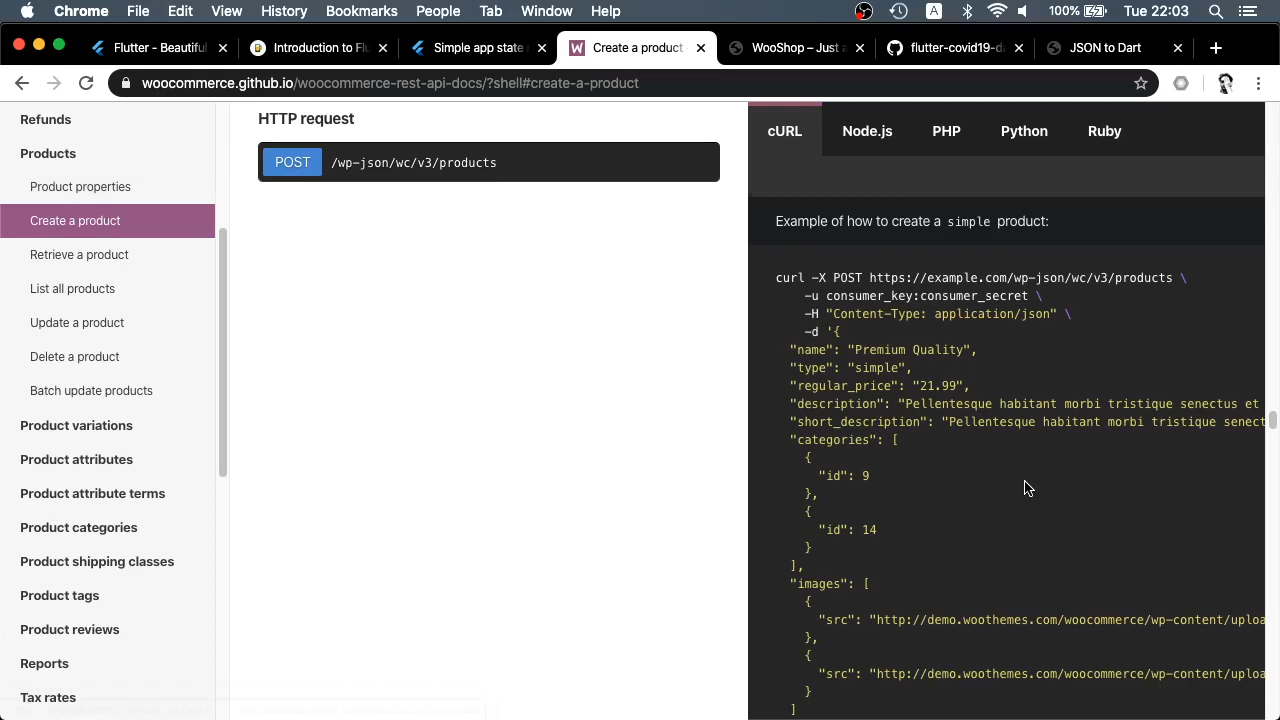 Chrome File Edit View History Bookmarks People Tab Window Help A 100% Tue 22:03
Flutter - Beautiful Introduction to Flu Simple app state Create a product WooShop – Just a flutter-covid19-da JSON to Dart
woocommerce.github.io/woocommerce-rest-api-docs/?shell#create-a-product
Refunds
Products
Product properties
Create a product
Retrieve a product
List all products
Update a product
Delete a product
Batch update products
Product variations
Product attributes
Product attribute terms
Product categories
Product shipping classes
Product tags
Product reviews
Reports
Tax rates
HTTP request
POST /wp-json/wc/v3/products
cURL Node.js PHP Python Ruby
Example of how to create a simple product:
curl -X POST https://example.com/wp-json/wc/v3/products \
-u consumer_key:consumer_secret \
-H "Content-Type: application/json" \
-d '{
"name": "Premium Quality",
"type": "simple",
"regular_price": "21.99",
"description": "Pellentesque habitant morbi tristique senectus et
"short_description": "Pellentesque habitant morbi tristique senect
"categories": [
{
"id": 9
},
{
"id": 14
}
],
"images": [
{
"src": "http://demo.woothemes.com/woocommerce/wp-content/uploa
},
{
"src": "http://demo.woothemes.com/woocommerce/wp-content/uploa
}
]